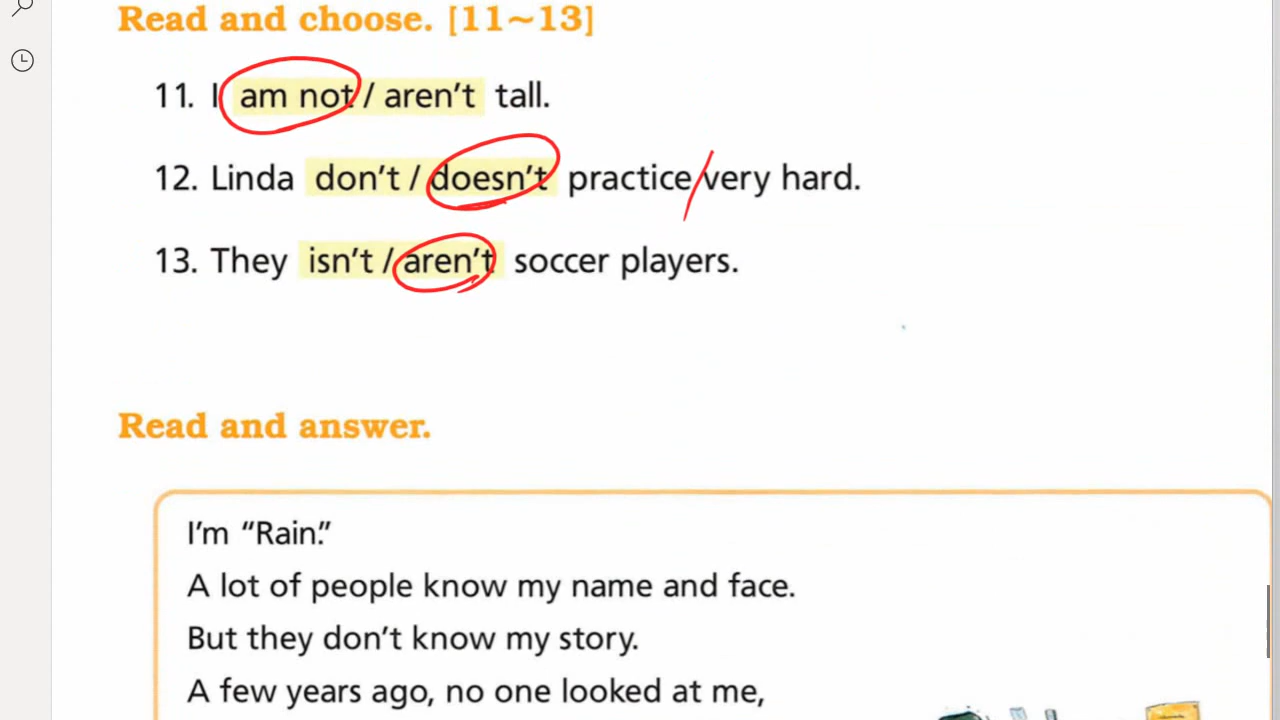 Read and choose. [11~13]
11. I am not / aren't tall.
12. Linda don't / doesn't practice very hard.
13. They isn't / aren't soccer players.
Read and answer.
I'm “Rain.”
A lot of people know my name and face.
But they don't know my story.
A few years ago, no one looked at me,